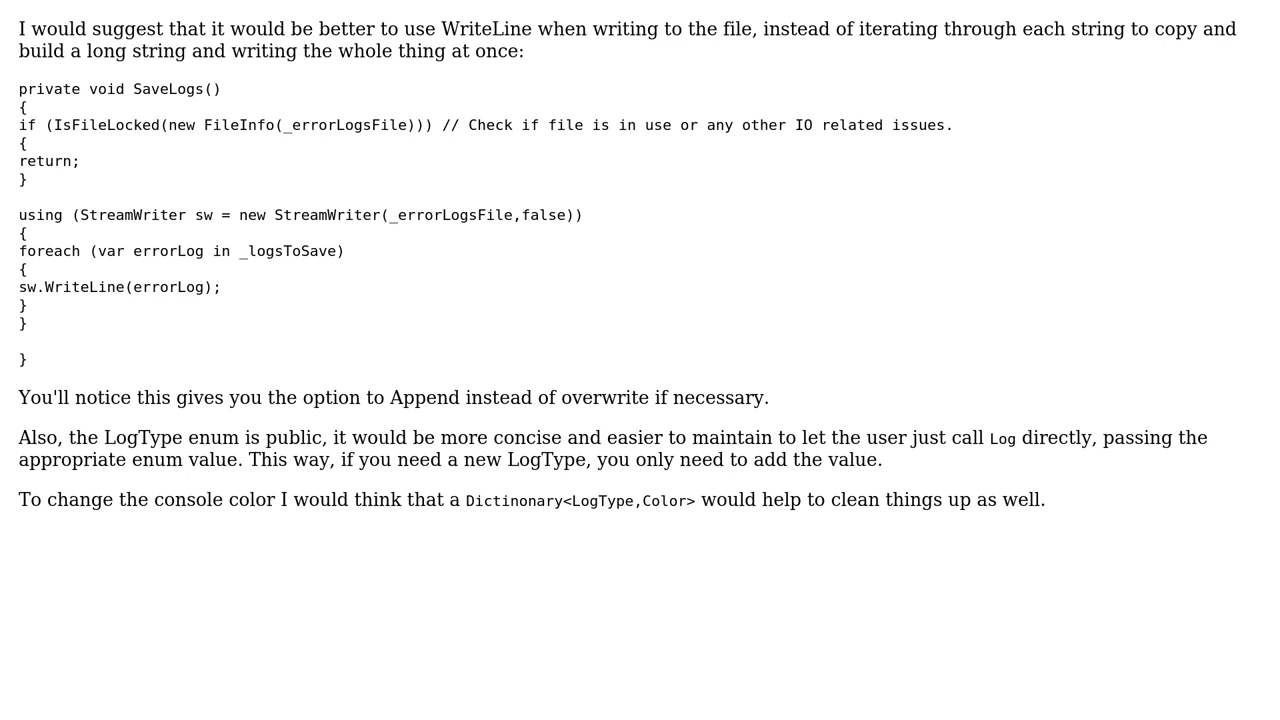 I would suggest that it would be better to use WriteLine when writing to the file, instead of iterating through each string to copy and
build a long string and writing the whole thing at once:
private void SaveLogs()
{
if (IsFileLocked(new FileInfo(_errorLogsFile))) // Check if file is in use or any other IO related issues.
{
return;
}
using (StreamWriter sw = new StreamWriter(_errorLogsFile,false))
{
foreach (var errorLog in _logsToSave)
{
sw.WriteLine(errorLog);
}
}
}
You'll notice this gives you the option to Append instead of overwrite if necessary.
Also, the LogType enum is public, it would be more concise and easier to maintain to let the user just call Log directly, passing the
appropriate enum value. This way, if you need a new LogType, you only need to add the value.
To change the console color I would think that a Dictinonary<LogType,Color> would help to clean things up as well.